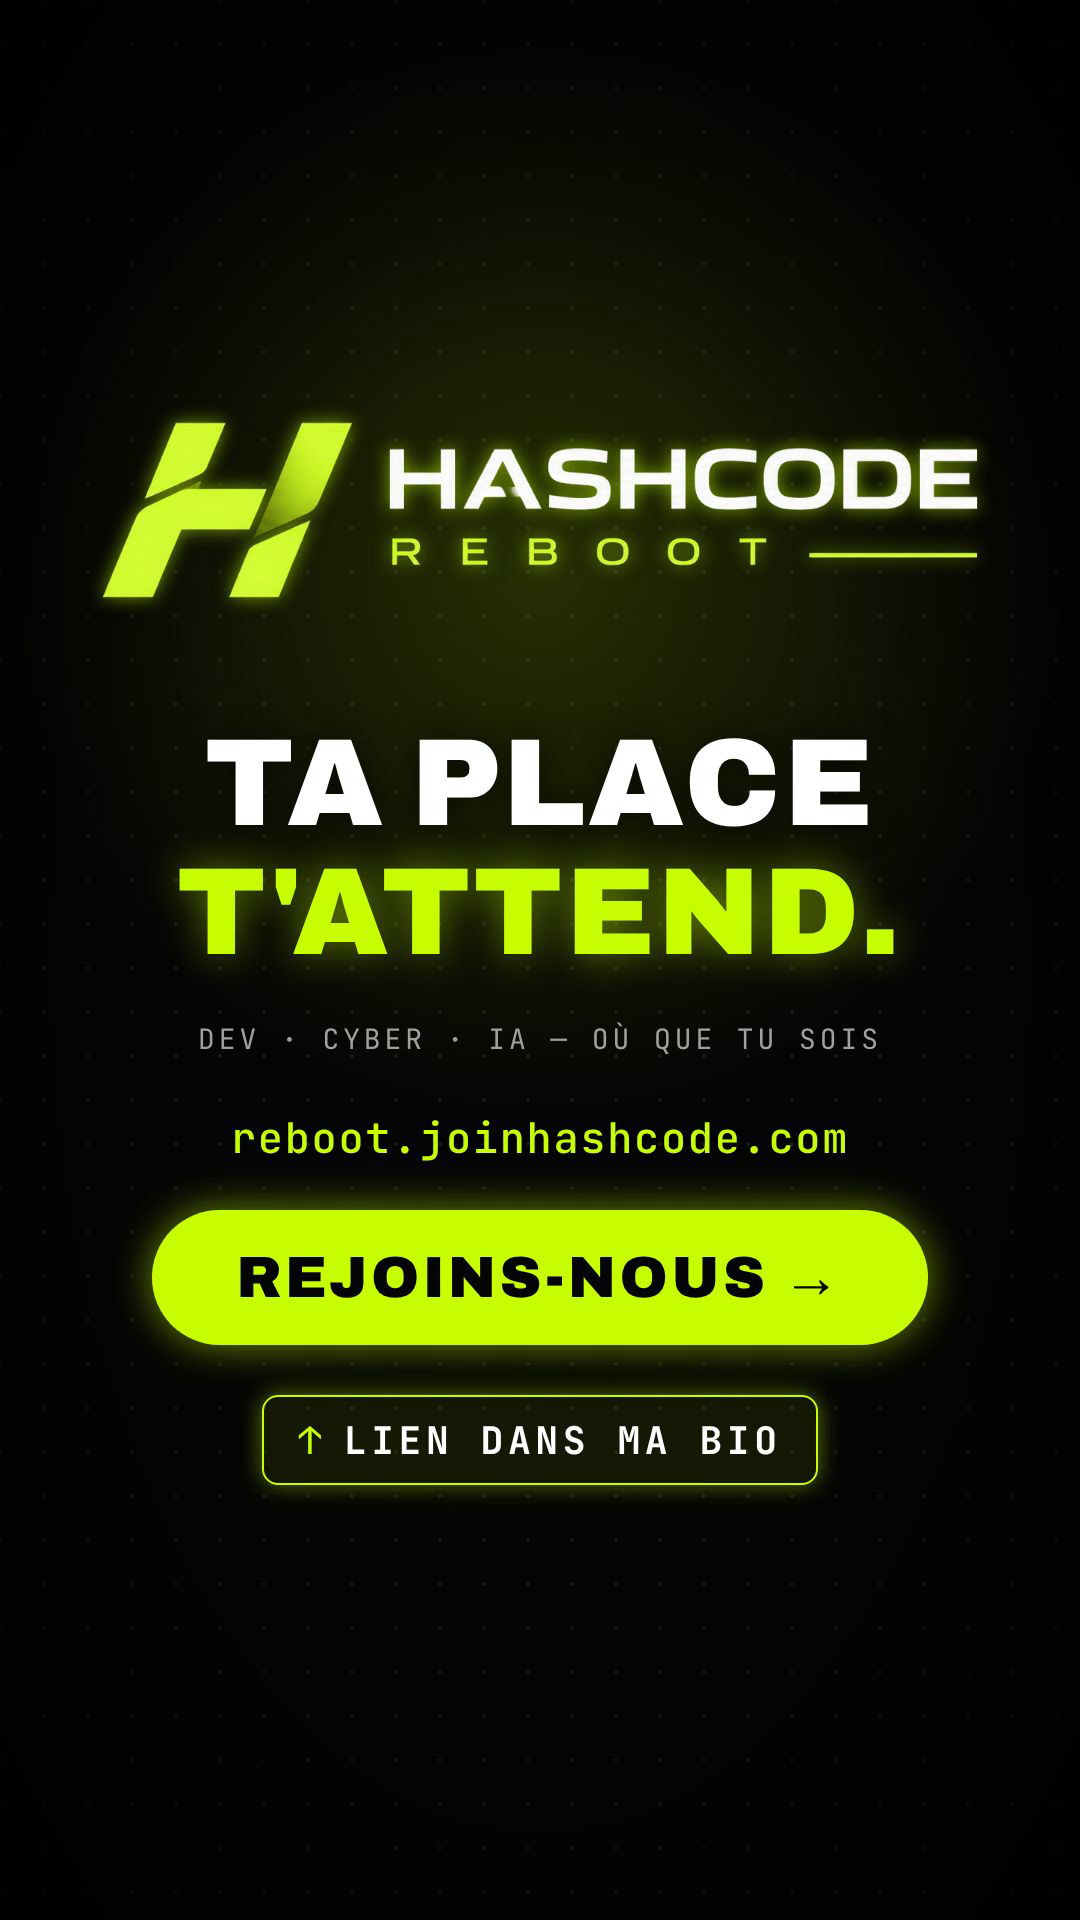 HASHCODE
REBOOT
TA PLACE
T'ATTEND.
DEV · CYBER · IA — OÙ QUE TU SOIS
reboot.joinhashcode.com
REJOINS-NOUS →
↑ LIEN DANS MA BIO